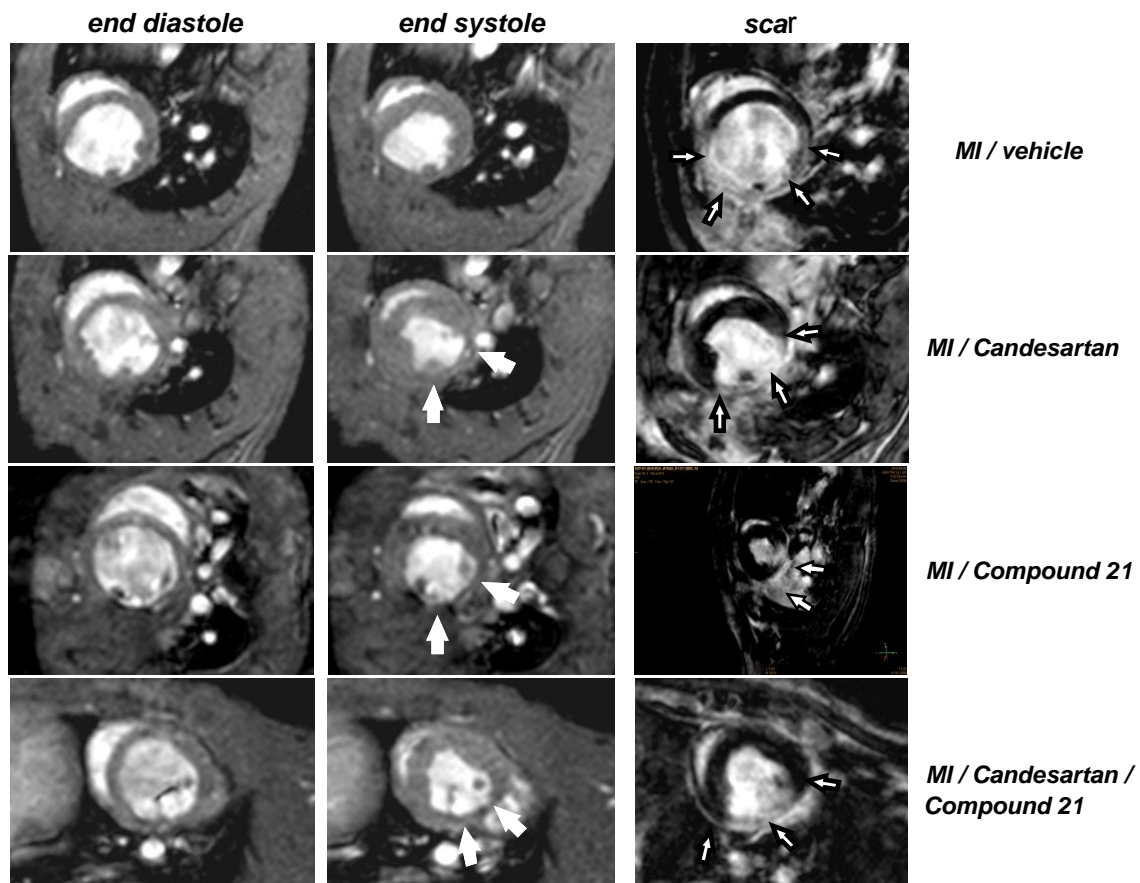 end diastole
end systole
scar
MI / vehicle
MI / Candesartan
MI / Compound 21
MI / Candesartan /
Compound 21